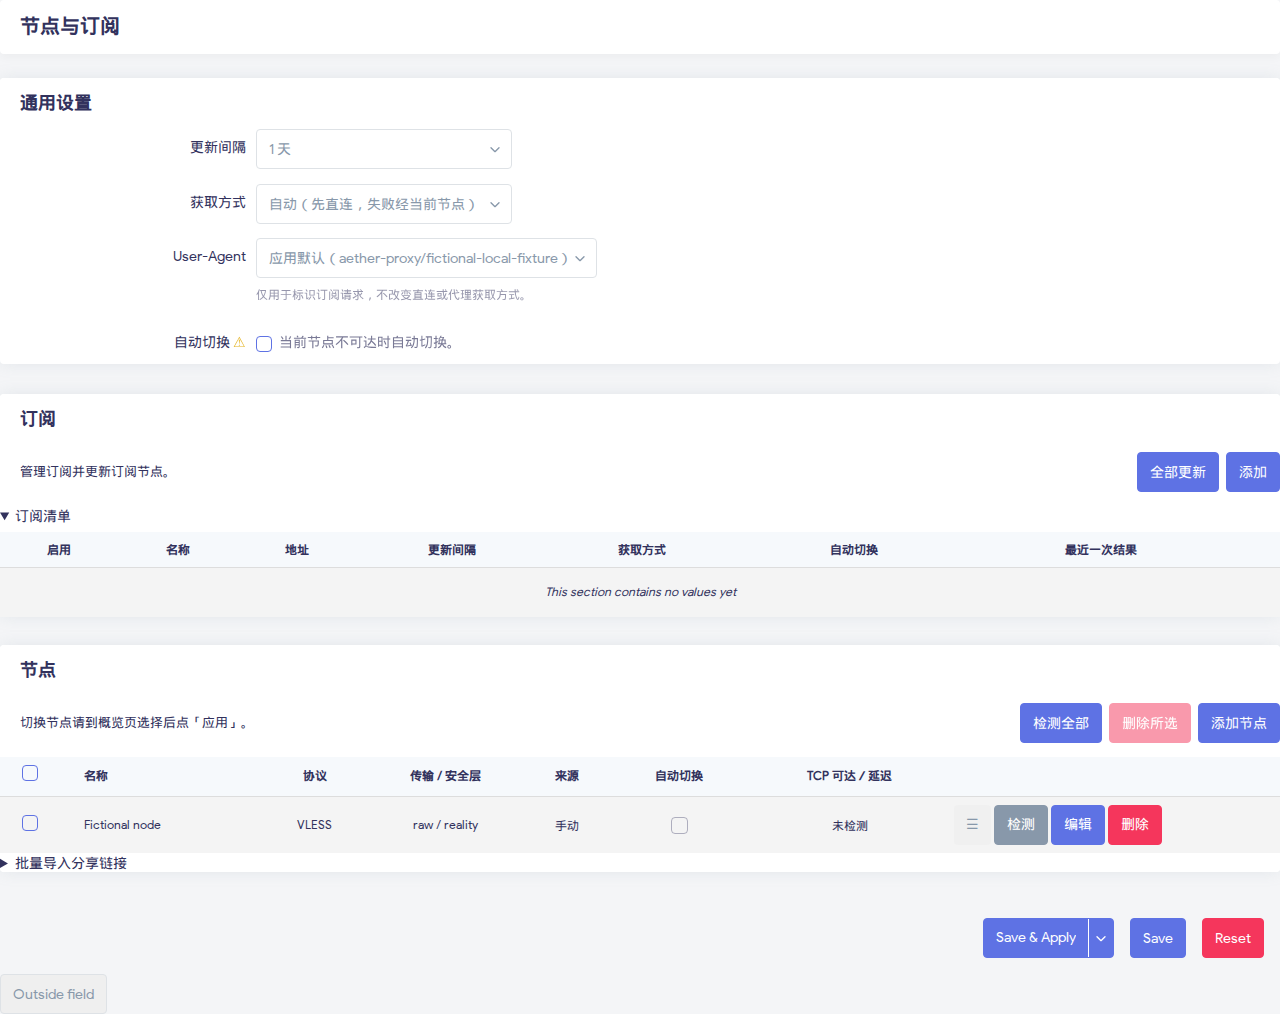 节点与订阅
通用设置
更新间隔 1 天
获取方式 自动（先直连，失败经当前节点）
User-Agent 应用默认（aether-proxy/fictional-local-fixture）
仅用于标识订阅请求，不改变直连或代理获取方式。
自动切换 ⚠ 当前节点不可达时自动切换。
订阅
管理订阅并更新订阅节点。 全部更新 添加
▼ 订阅清单
启用 名称 地址 更新间隔 获取方式 自动切换 最近一次结果
This section contains no values yet
节点
切换节点请到概览页选择后点「应用」。 检测全部 删除所选 添加节点
名称 协议 传输 / 安全层 来源 自动切换 TCP 可达 / 延迟
Fictional node VLESS raw / reality 手动 未检测 ☰ 检测 编辑 删除
▶ 批量导入分享链接
Save & Apply Save Reset
Outside field